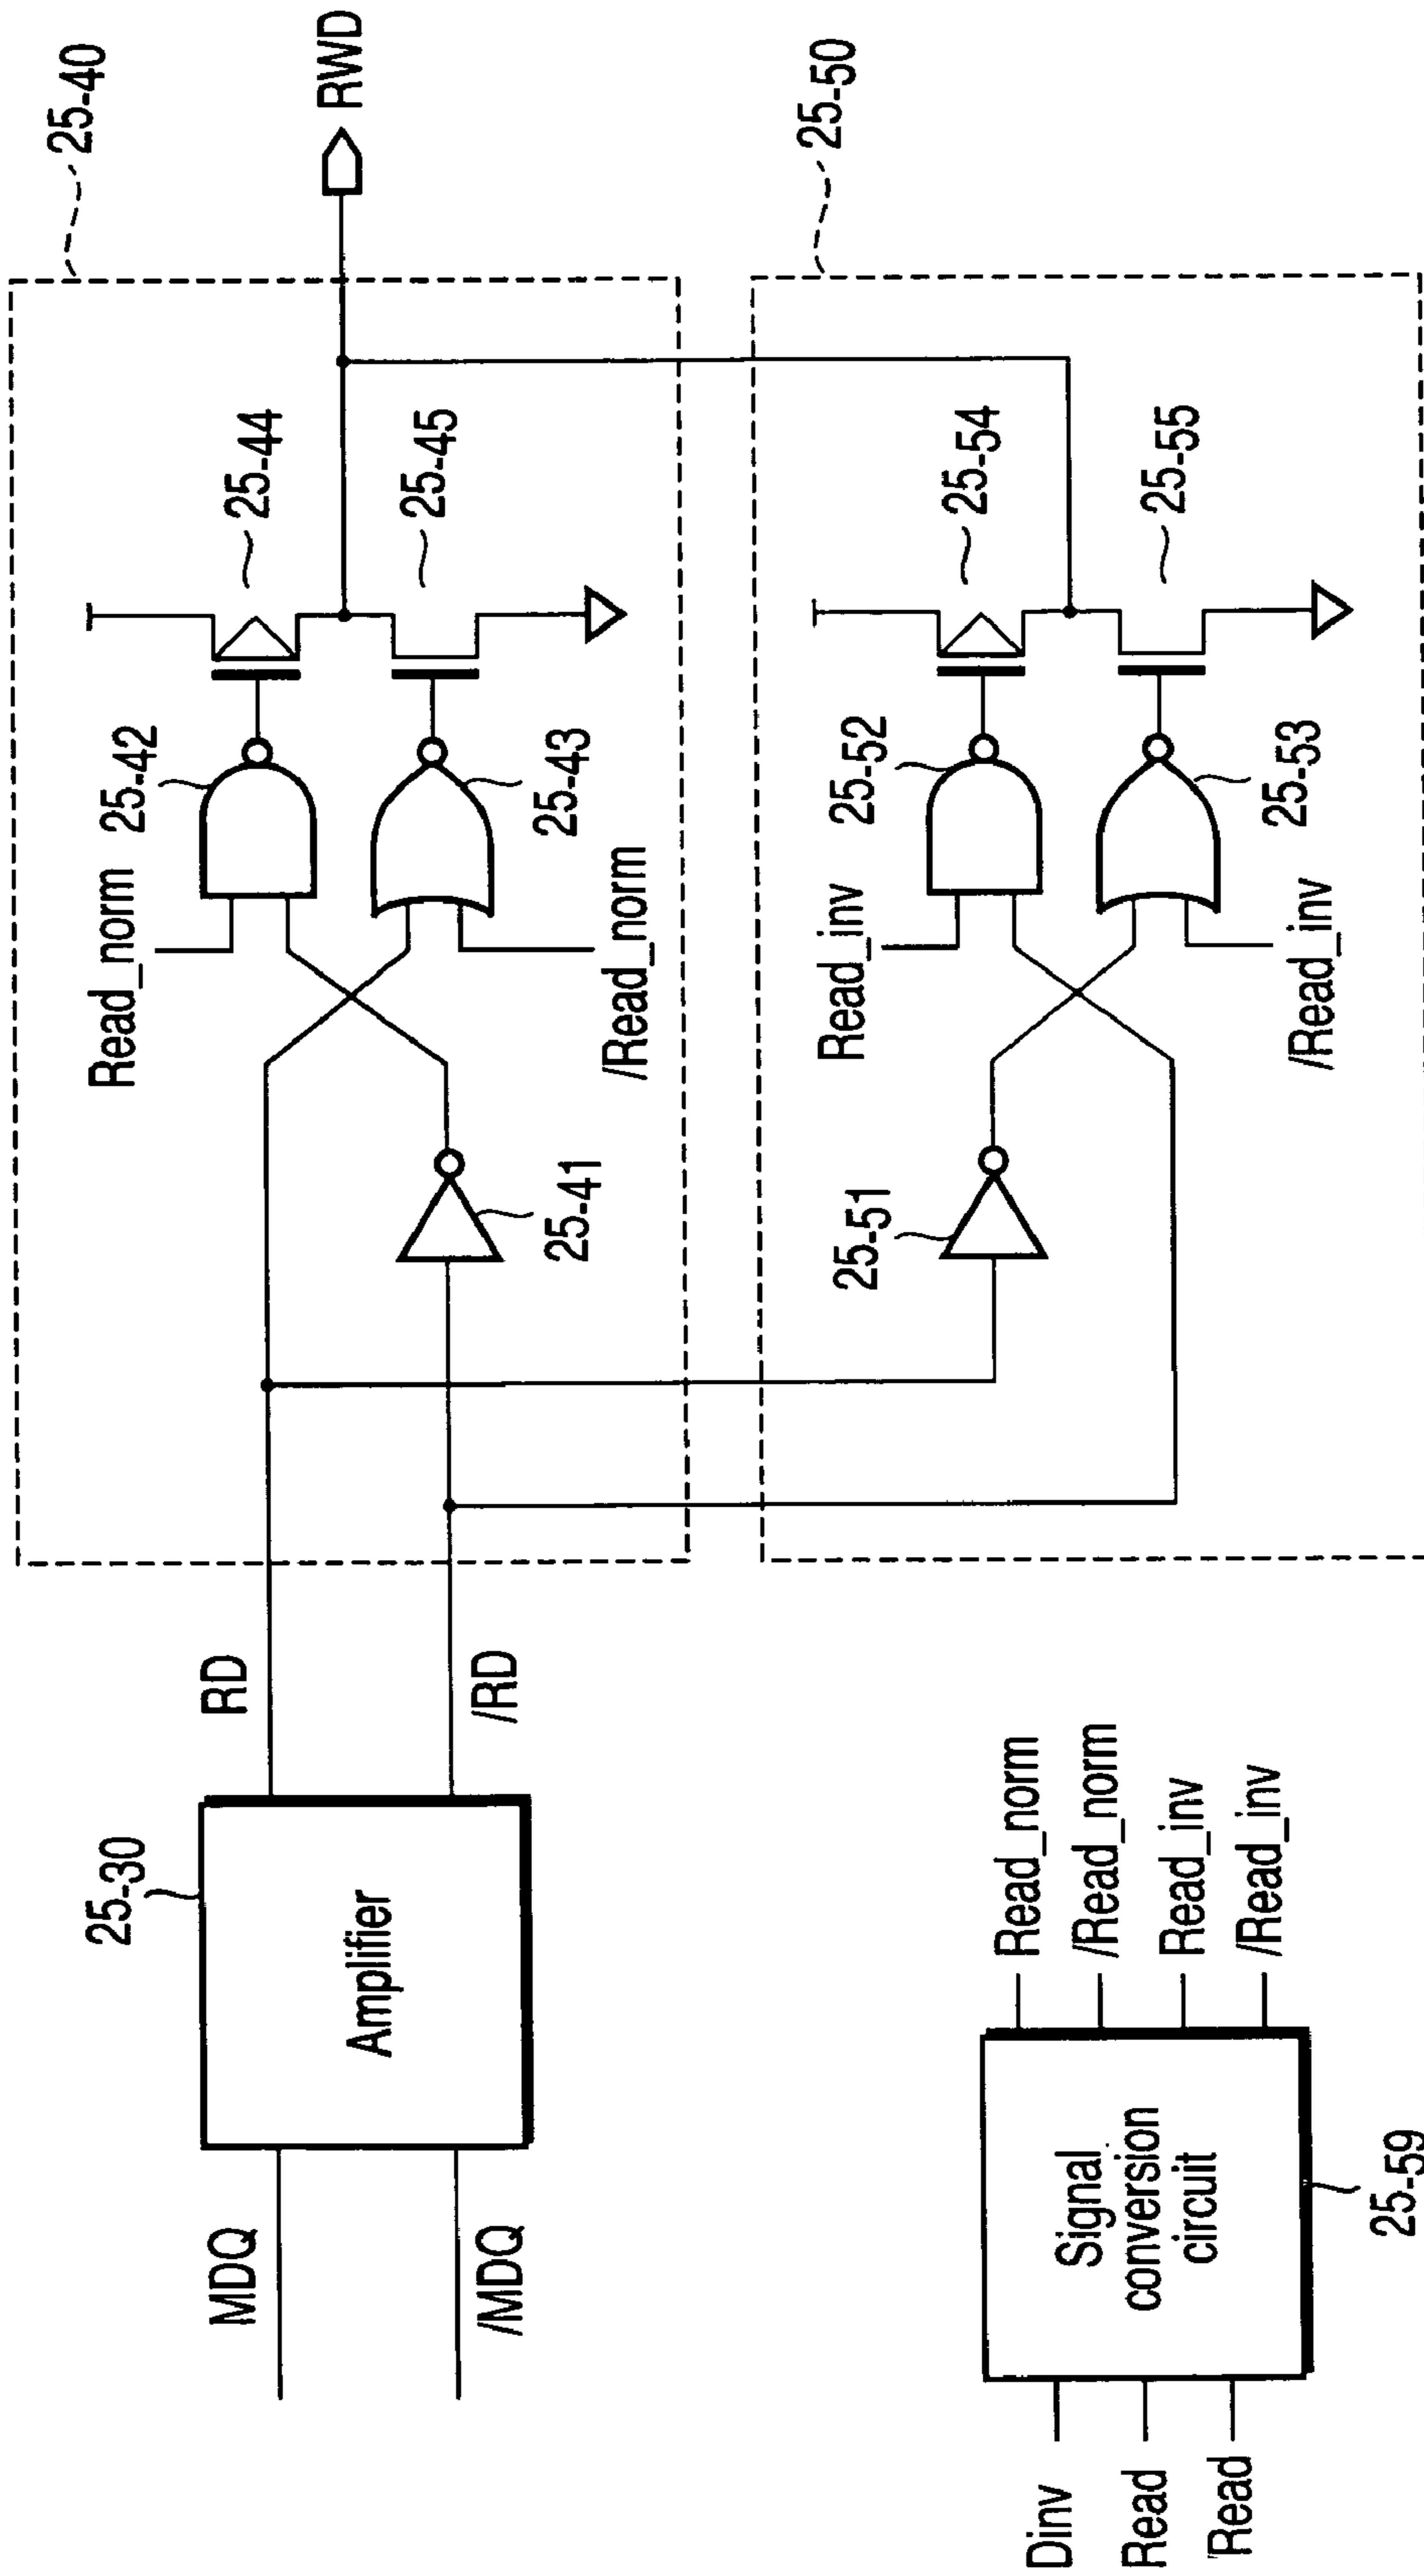 25-40
RWD
25-30
RD
/RD
MDQ
/MDQ
Amplifier
Read_norm
25-42
25-44
25-45
25-43
/Read_norm
25-41
25-50
Read_inv
25-52
25-54
25-55
25-53
/Read_inv
25-51
Dinv
Read
Signal
conversion
circuit
Read_norm
/Read_norm
Read_inv
/Read_inv
25-59